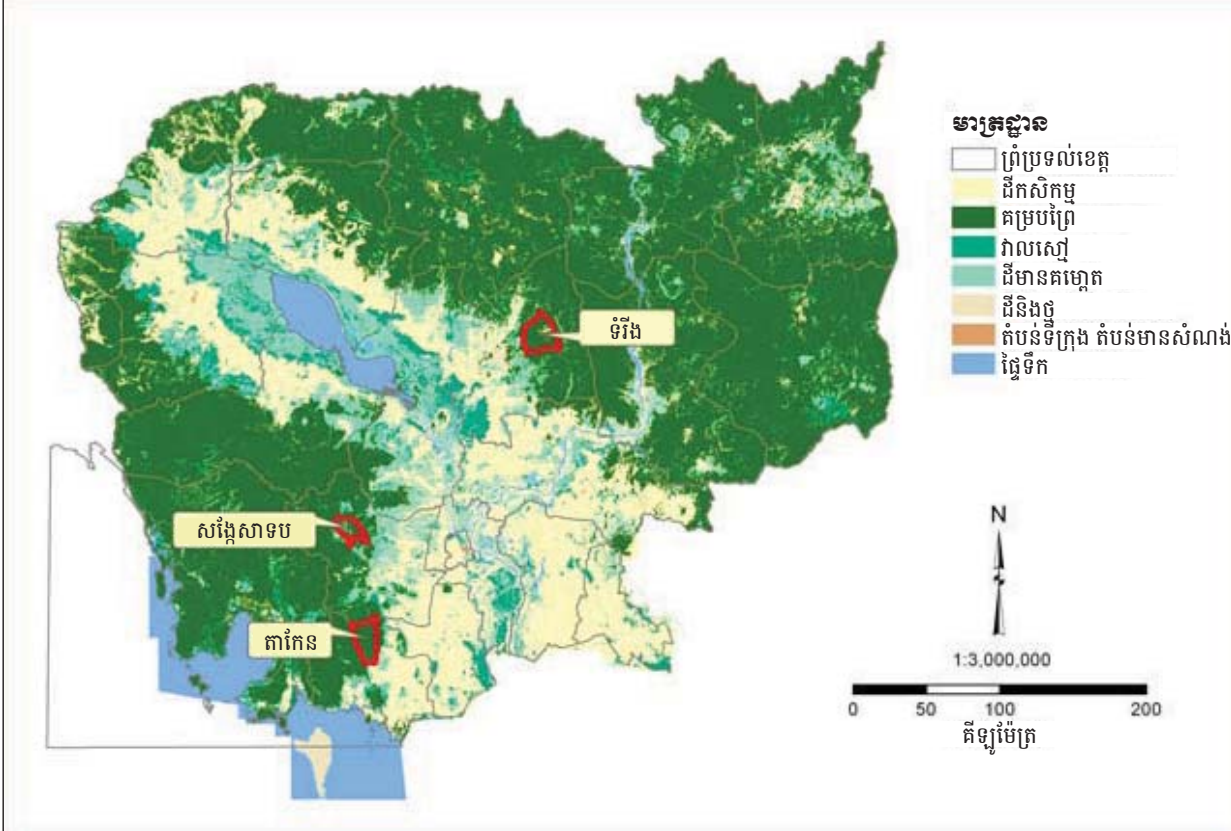 មាត្រដ្ឋាន
ព្រំប្រទល់ខេត្ត
ដីកសិកម្ម
គម្របព្រៃ
វាលស្មៅ
ដីមានគម្ពោត
ដីនិងថ្ម
តំបន់ទីក្រុង តំបន់មានសំណង់
ផ្ទៃទឹក
ទំរីង
សង្កែសាទប
តាកែន
N
1:3,000,000
0 50 100 200
គីឡូម៉ែត្រ